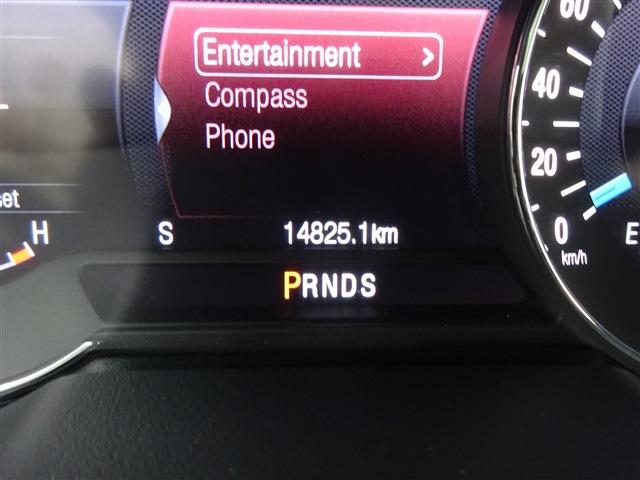 Entertainment >
Compass
Phone
set
H
S 14825.1km
PRNDS
60
40
20
0
km/h
E